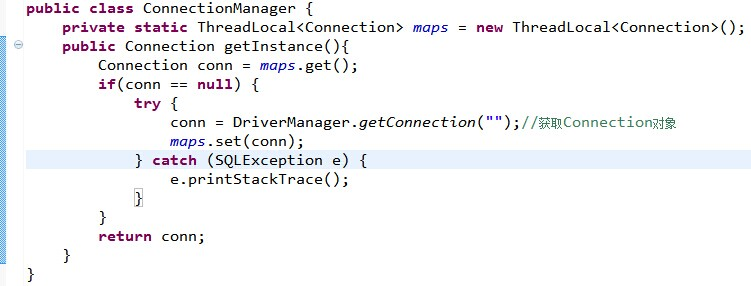 public class ConnectionManager {
    private static ThreadLocal<Connection> maps = new ThreadLocal<Connection>();
    public Connection getInstance(){
        Connection conn = maps.get();
        if(conn == null) {
            try {
                conn = DriverManager.getConnection("");//获取Connection对象
                maps.set(conn);
            } catch (SQLException e) {
                e.printStackTrace();
            }
        }
        return conn;
    }
}